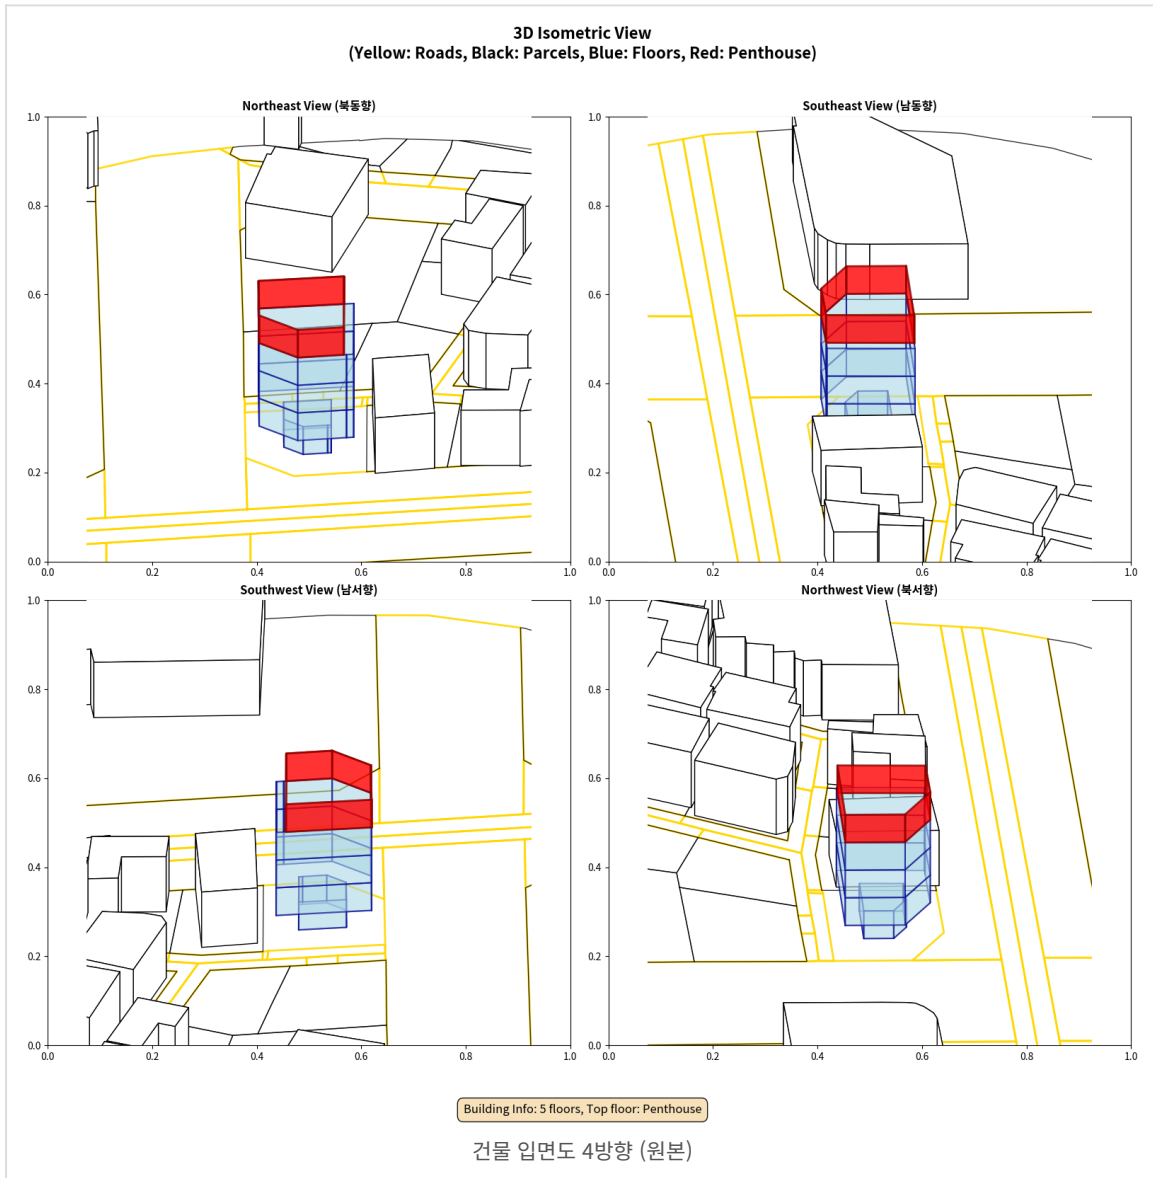 3D Isometric View
(Yellow: Roads, Black: Parcels, Blue: Floors, Red: Penthouse)
Northeast View (북동향)
1.0
0.8
0.6
0.4
0.2
0.0
0.0 0.2 0.4 0.6 0.8 1.0
Southeast View (남동향)
1.0
0.8
0.6
0.4
0.2
0.0
0.0 0.2 0.4 0.6 0.8 1.0
Southwest View (남서향)
1.0
0.8
0.6
0.4
0.2
0.0
0.0 0.2 0.4 0.6 0.8 1.0
Northwest View (북서향)
1.0
0.8
0.6
0.4
0.2
0.0
0.0 0.2 0.4 0.6 0.8 1.0
Building Info: 5 floors, Top floor: Penthouse
건물 입면도 4방향 (원본)